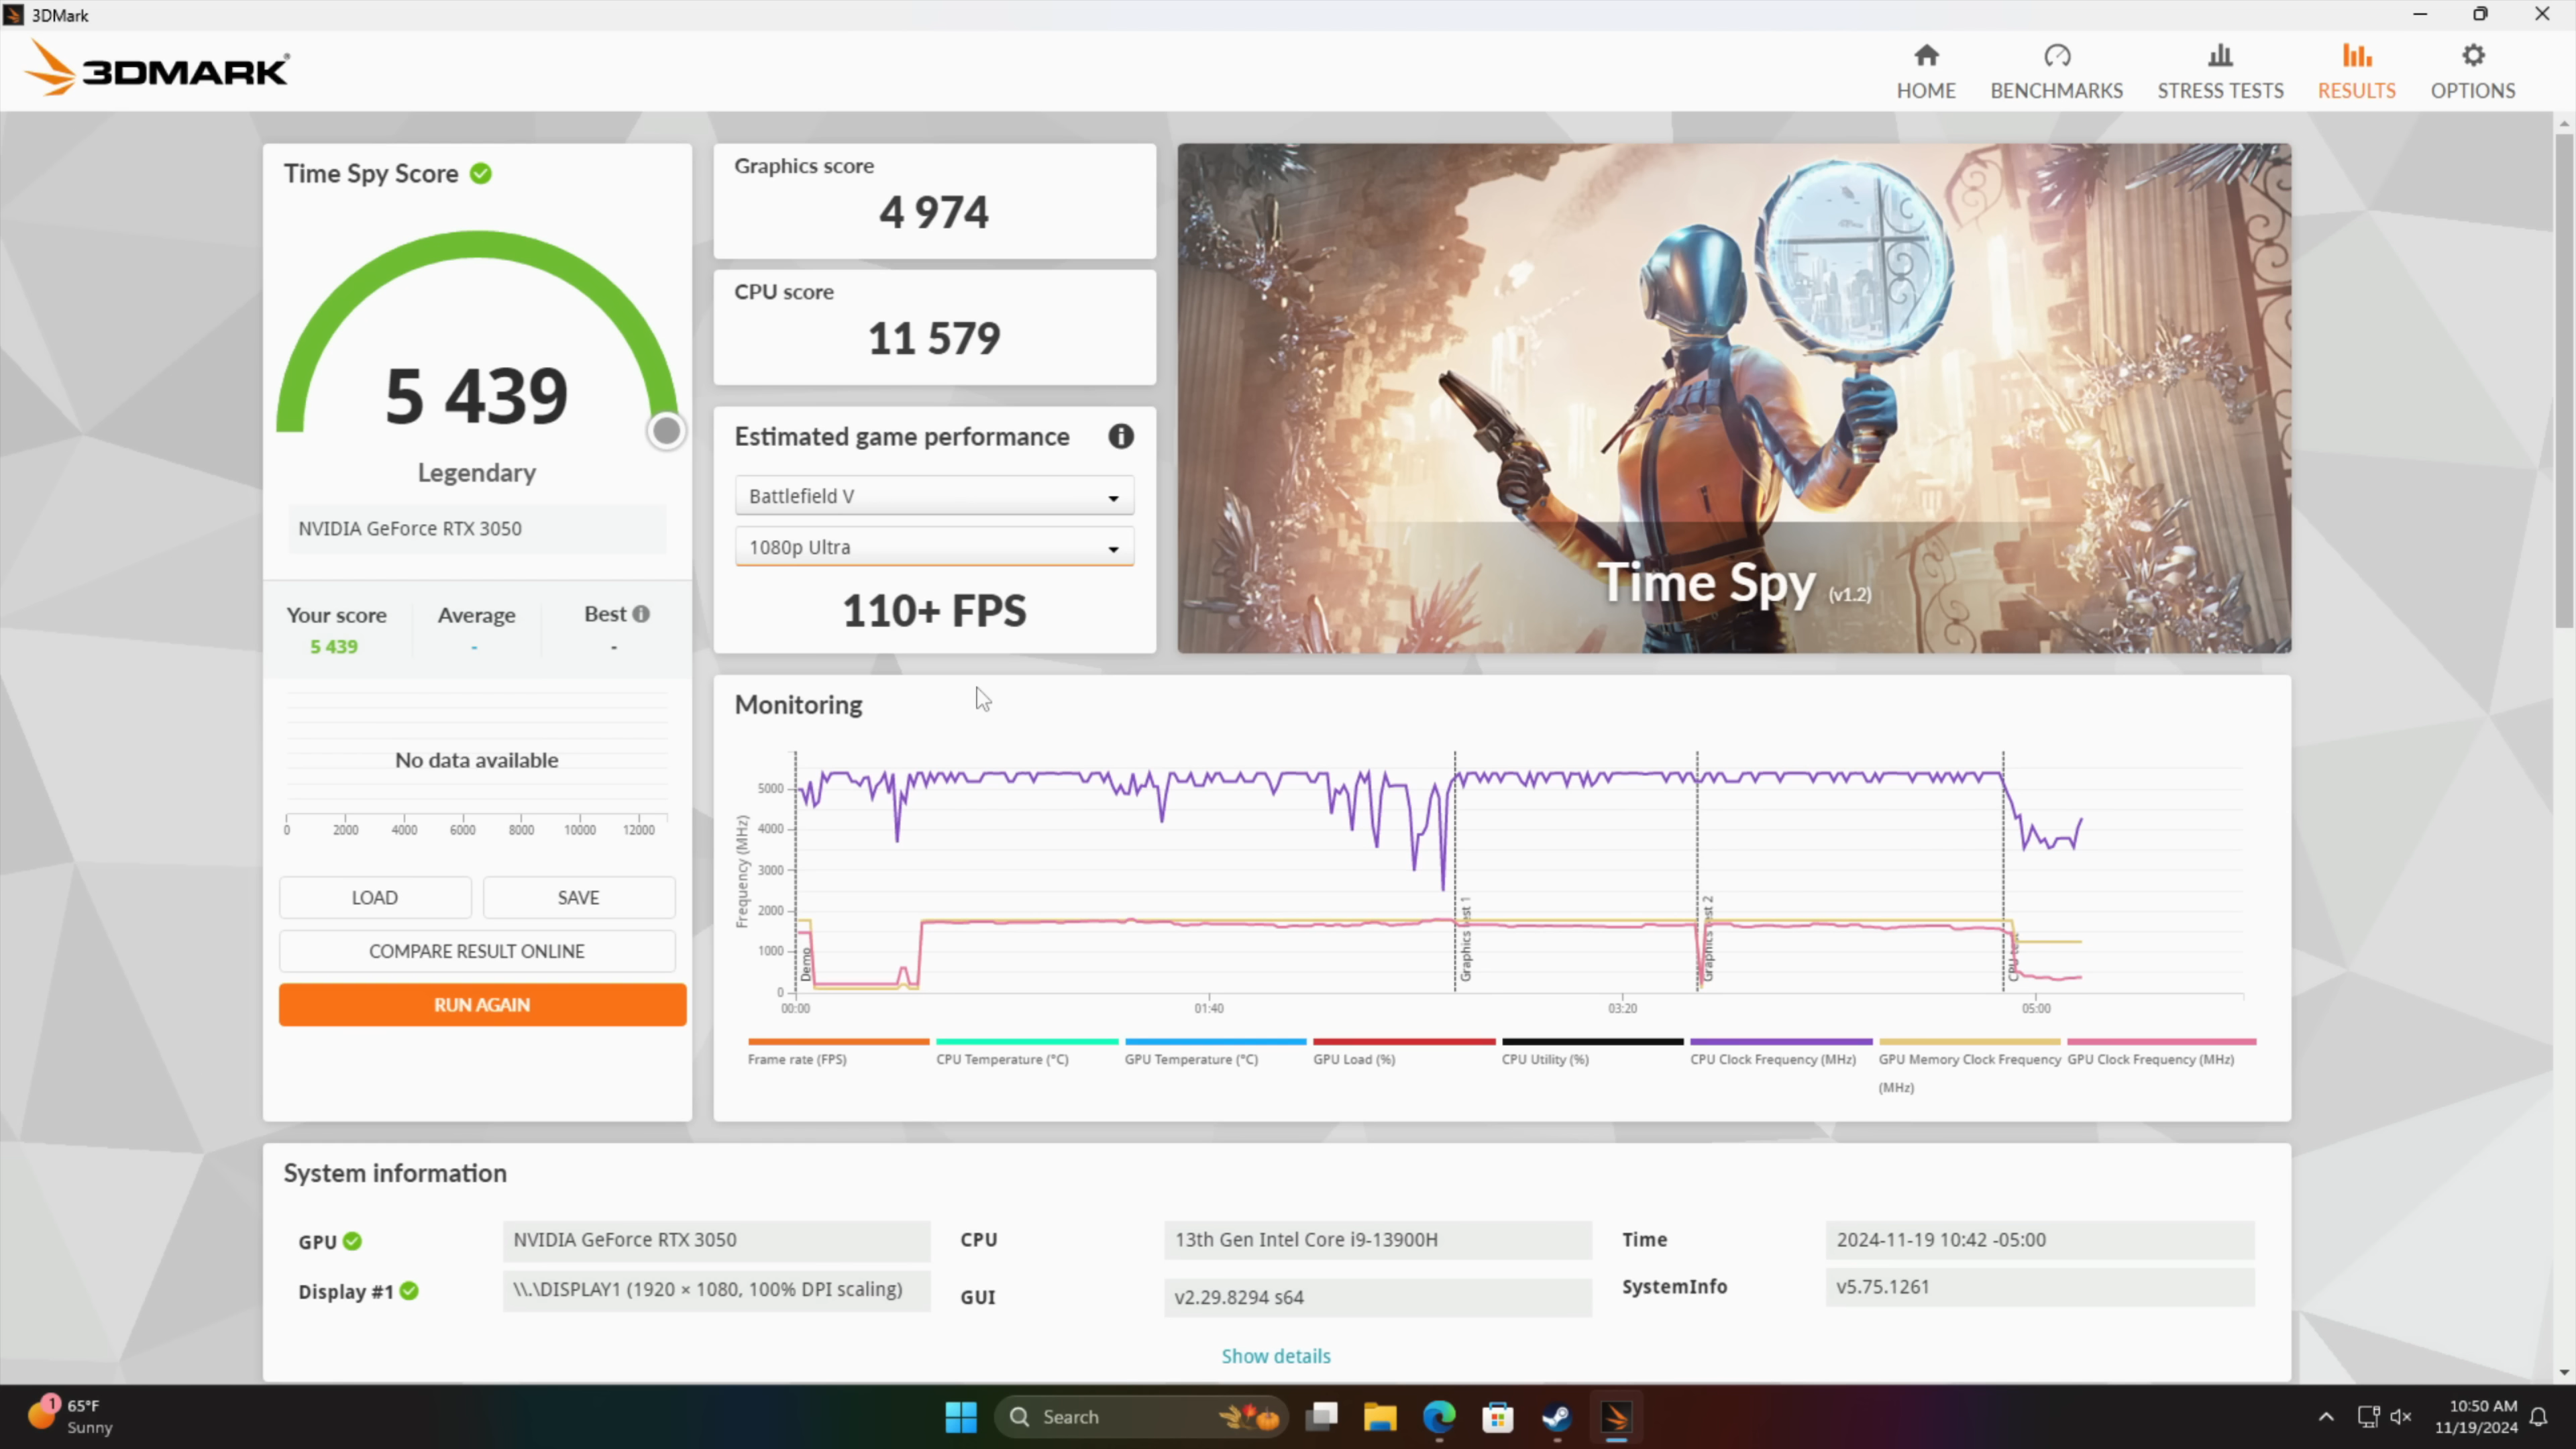 3DMark
3DMARK
HOME
BENCHMARKS
STRESS TESTS
RESULTS
OPTIONS
Time Spy Score
5 439
Legendary
NVIDIA GeForce RTX 3050
Your score
Average
Best
5 439
-
-
No data available
0 2000 4000 6000 8000 10000 12000
LOAD
SAVE
COMPARE RESULT ONLINE
RUN AGAIN
Graphics score
4 974
CPU score
11 579
Estimated game performance
Battlefield V
1080p Ultra
110+ FPS
Time Spy (v1.2)
Monitoring
Frequency (MHz)
5000
4000
3000
2000
1000
0
Demo
Graphics
1
Graphics
est 2
00:00 01:40 03:20 05:00
Frame rate (FPS)
CPU Temperature (°C)
GPU Temperature (°C)
GPU Load (%)
CPU Utility (%)
CPU Clock Frequency (MHz)
GPU Memory Clock Frequency
(MHz)
GPU Clock Frequency (MHz)
System information
GPU
NVIDIA GeForce RTX 3050
CPU
13th Gen Intel Core i9-13900H
Time
2024-11-19 10:42 -05:00
Display #1
\\.\DISPLAY1 (1920 × 1080, 100% DPI scaling)
GUI
v2.29.8294 s64
SystemInfo
v5.75.1261
Show details
1
65°F
Sunny
Search
10:50 AM
11/19/2024